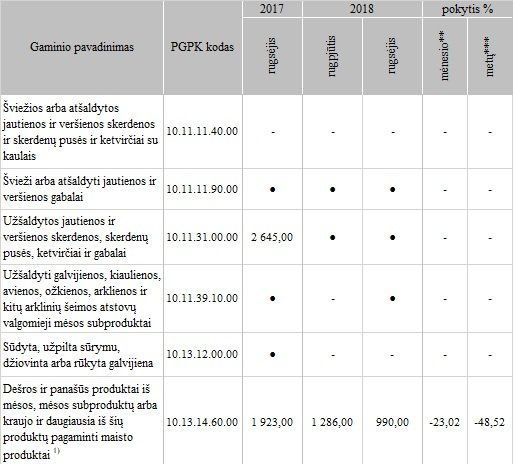 2017 2018 pokytis %
Gaminio pavadinimas PGPK kodas rugsėjis rugpjūtis rugsėjis mėnesio** metų***
Šviežios arba atšaldytos
jautienos ir veršienos skerdenos
ir skerdenų pusės ir ketvirčiai su
kaulais
10.11.11.40.00 - - - - -
Švieži arba atšaldyti jautienos ir
veršienos gabalai
10.11.11.90.00 ● ● ● - -
Užšaldytos jautienos ir
veršienos skerdenos, skerdenų
pusės, ketvirčiai ir gabalai
10.11.31.00.00 2 645,00 ● ● - -
Užšaldyti galvijienos, kiaulienos,
avienos, ožkienos, arklienos ir
kitų arklinių šeimos atstovų
valgomieji mėsos subproduktai
10.11.39.10.00 ● - ● - -
Sūdyta, užpilta sūrymu,
džiovinta arba rūkyta galvijiena
10.13.12.00.00 ● - - - -
Dešros ir panašūs produktai iš
mėsos, mėsos subproduktų arba
kraujo ir daugiausia iš šių
produktų pagaminti maisto
produktai ¹⁾
10.13.14.60.00 1 923,00 1 286,00 990,00 -23,02 -48,52